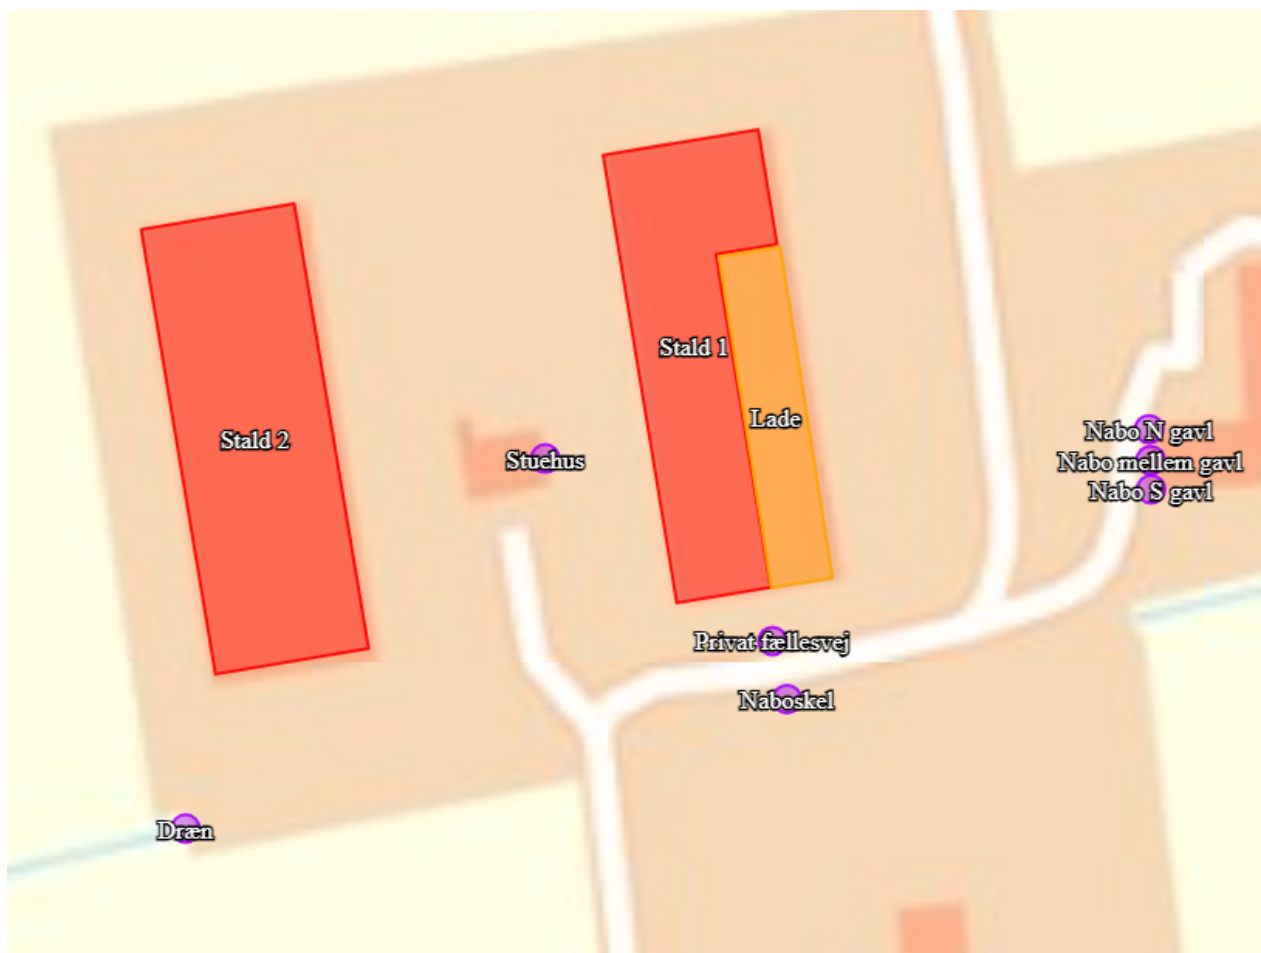 Stald 1
Lade
Stald 2
Stuehus
Nabo N gavl
Nabo mellem gavl
Nabo S gavl
Privat fællesvej
Naboskel
Dræn